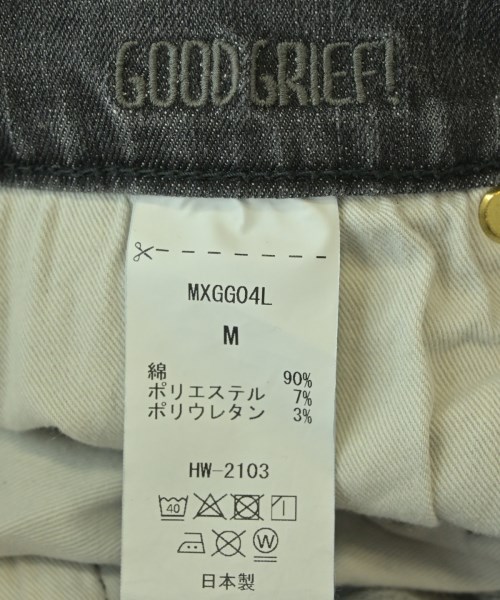 GOOD GRIEF!
MXGG04L
M
綿 90%
ポリエステル 7%
ポリウレタン 3%
HW-2103
40
W
日本製